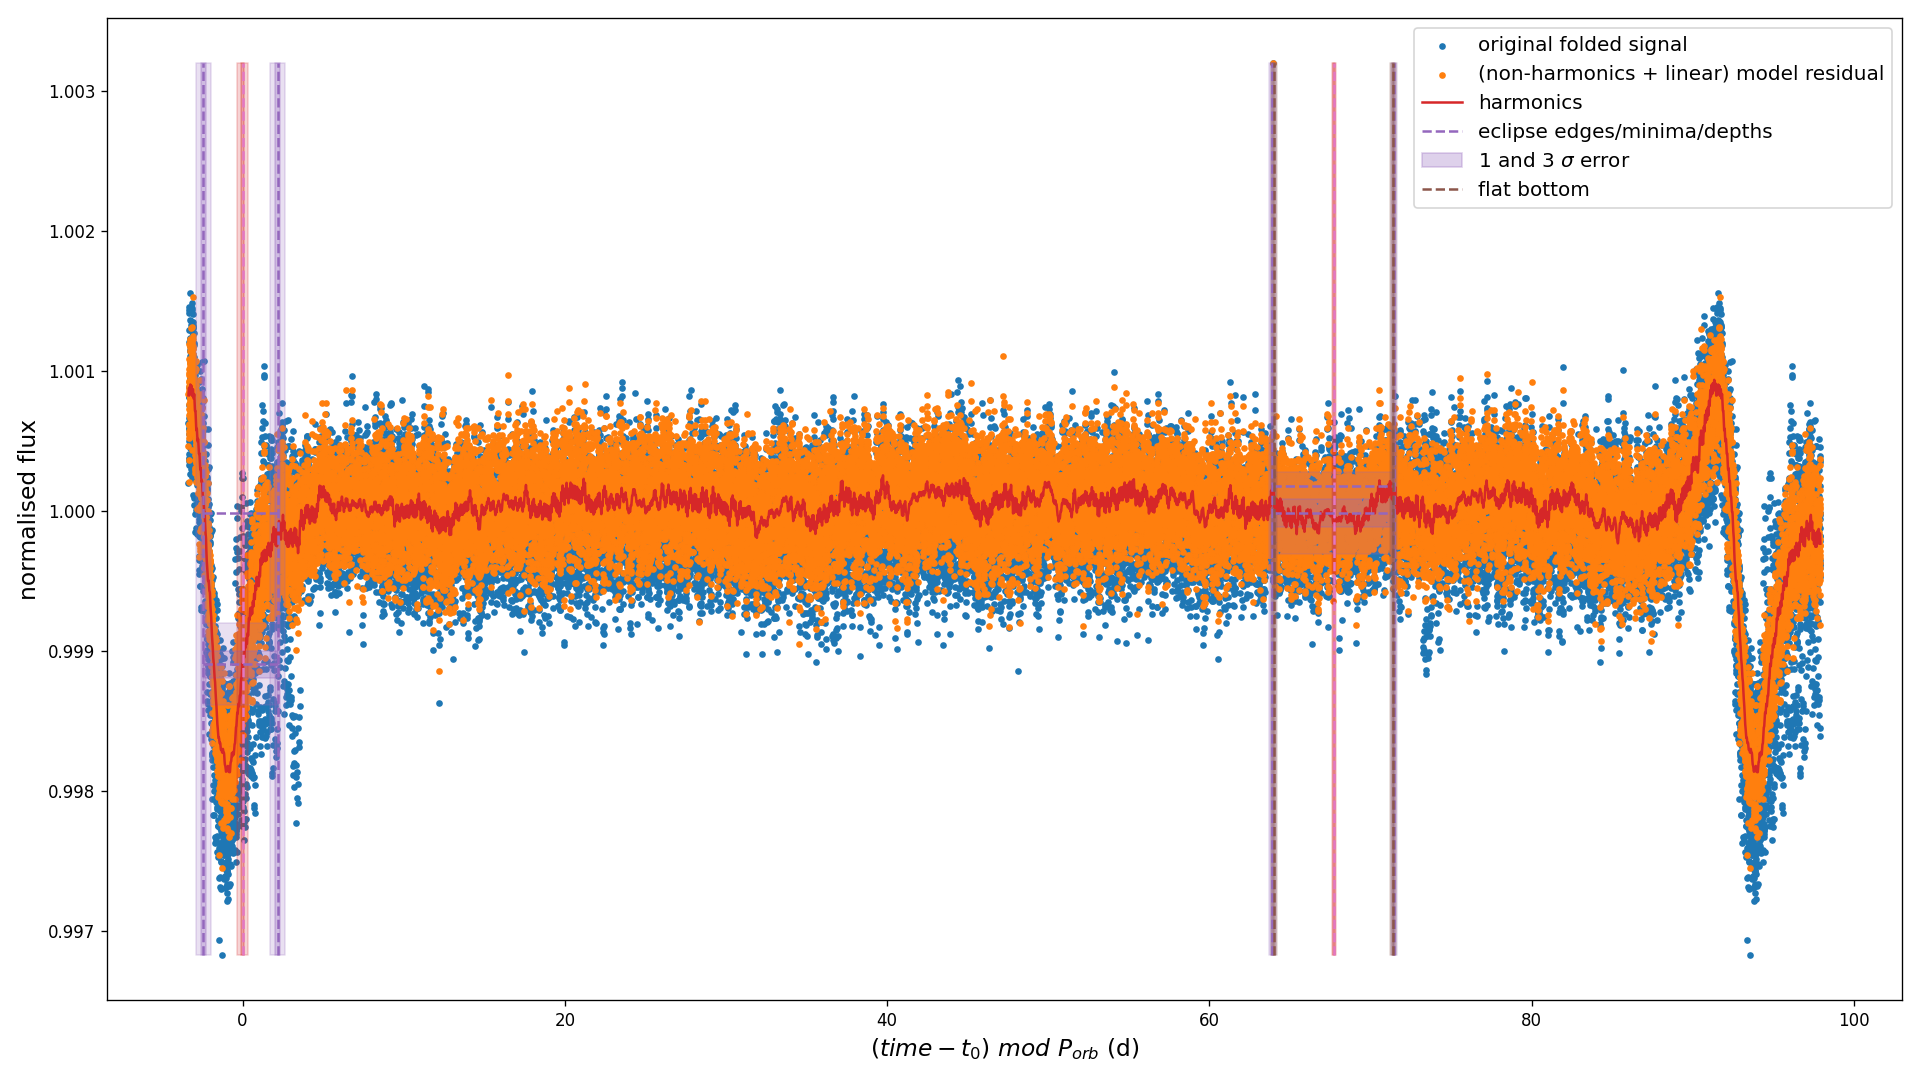 original folded signal
(non-harmonics + linear) model residual
harmonics
eclipse edges/minima/depths
1 and 3 σ error
flat bottom
normalised flux
1.003
1.002
1.001
1.000
0.999
0.998
0.997
0 20 40 60 80 100
(time − t₀) mod Pₒᵣb (d)